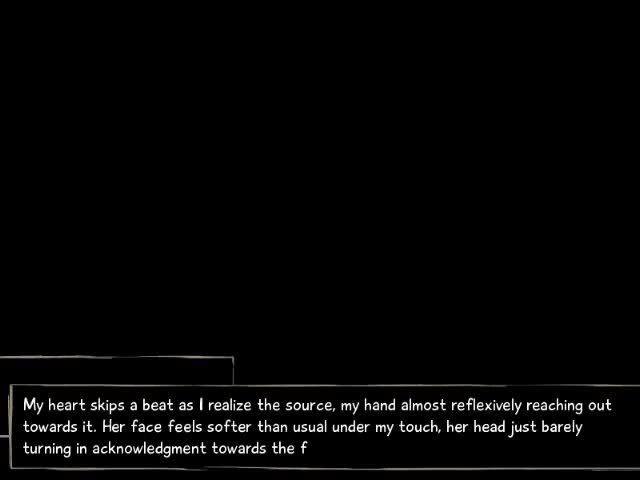 My heart skips a beat as I realize the source, my hand almost reflexively reaching out
towards it. Her face feels softer than usual under my touch, her head just barely
turning in acknowledgment towards the f